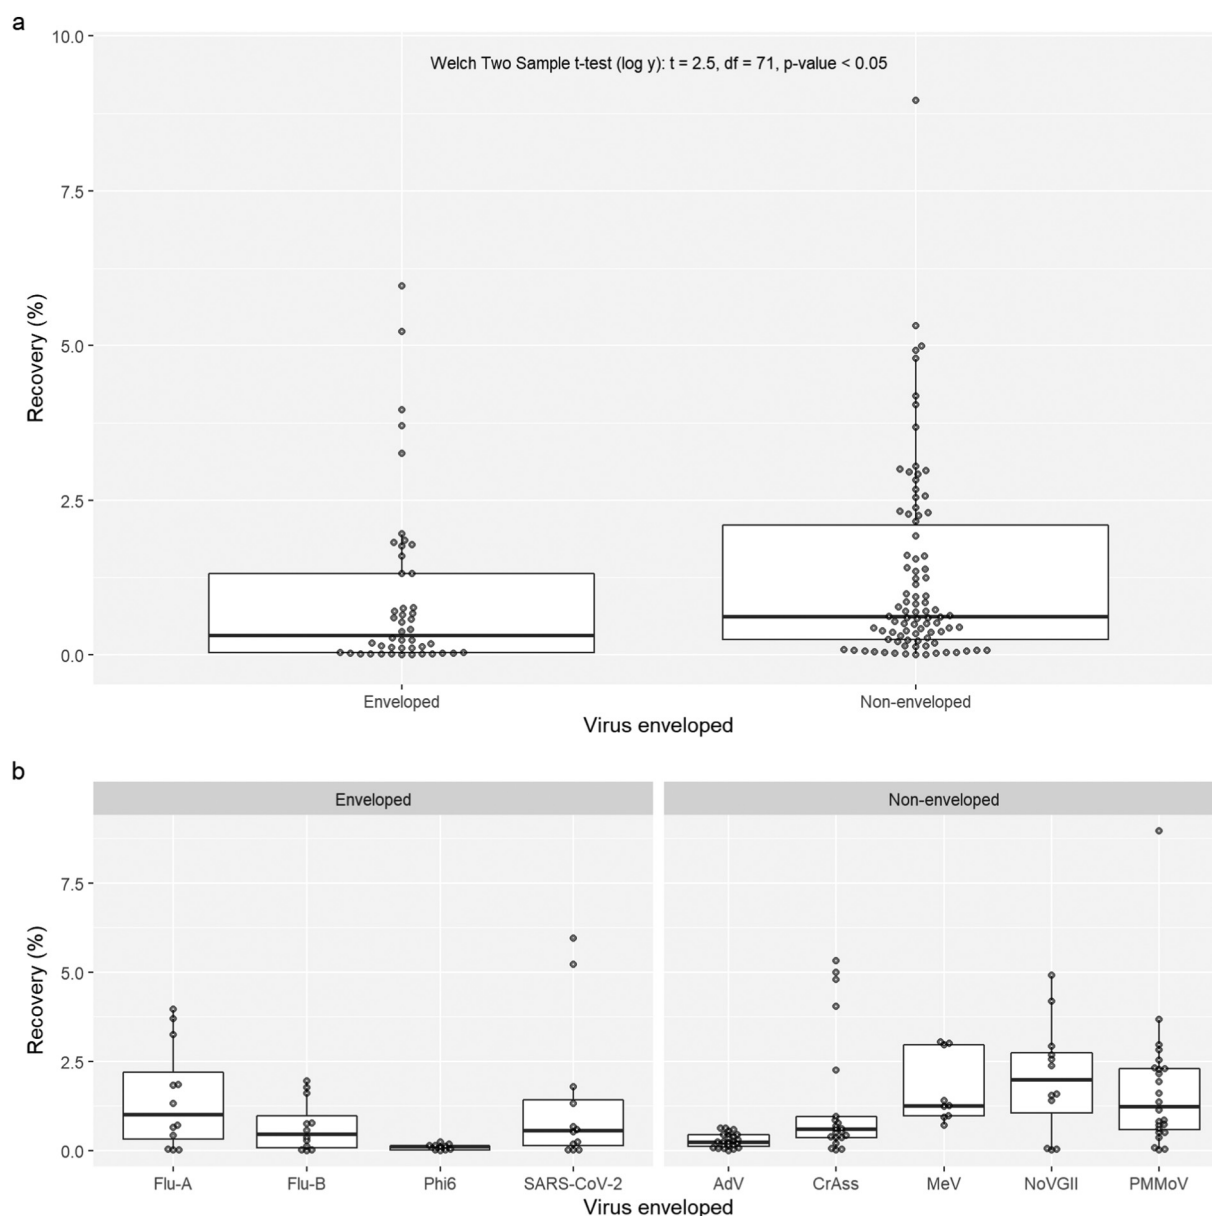 a
Welch Two Sample t-test (log y): t = 2.5, df = 71, p-value < 0.05
10.0
7.5
5.0
2.5
0.0
Recovery (%)
Enveloped
Non-enveloped
Virus enveloped
b
Enveloped
Non-enveloped
7.5
5.0
2.5
0.0
Recovery (%)
Flu-A
Flu-B
Phi6
SARS-CoV-2
AdV
CrAss
MeV
NoVGII
PMMoV
Virus enveloped